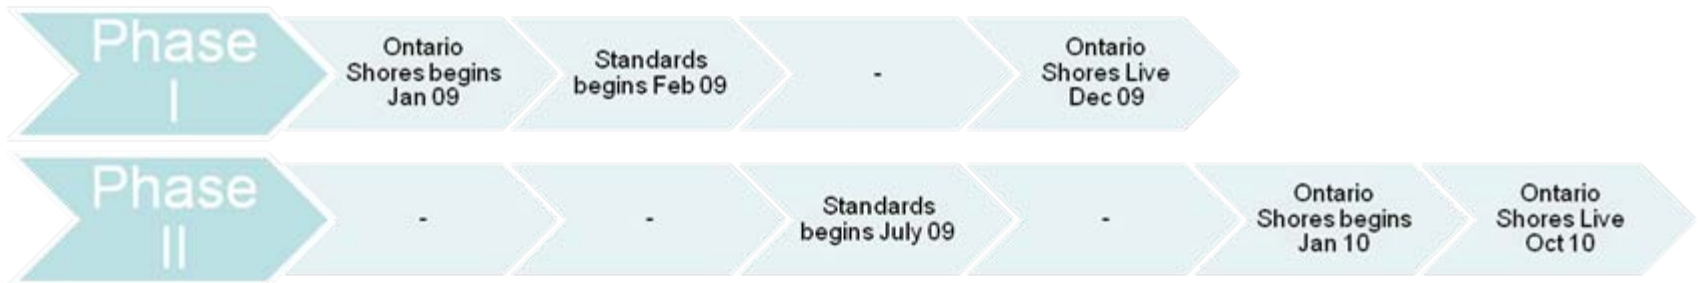 Phase
I
Ontario
Shores begins
Jan 09
Standards
begins Feb 09
-
Ontario
Shores Live
Dec 09
Phase
II
-
-
Standards
begins July 09
-
Ontario
Shores begins
Jan 10
Ontario
Shores Live
Oct 10